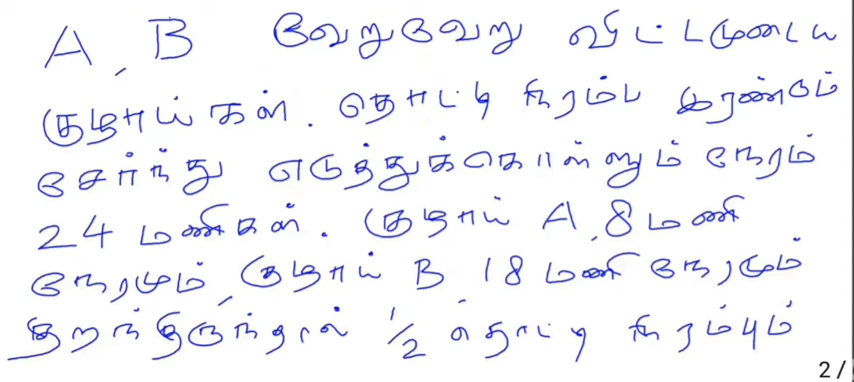 A, B வேறுவேறு விட்டமுடைய
குழாய்கள். தொட்டி நிரம்ப இரண்டும்
சேர்ந்து எடுத்துக்கொள்ளும் நேரம்
24 மணிகள். குழாய் A, 8 மணி
நேரமும், குழாய் B 18 மணி நேரமும்
திறந்திருந்தால் 1/2 தொட்டி நிரம்பும்
2/